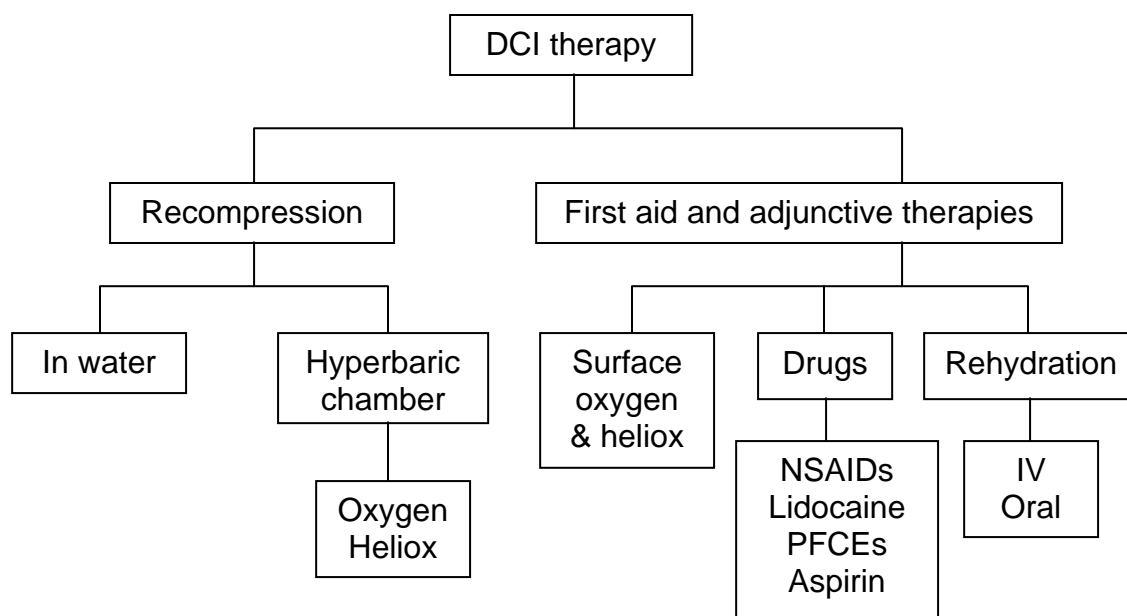 DCI therapy
Recompression
First aid and adjunctive therapies
In water
Hyperbaric
chamber
Surface
oxygen
& heliox
Drugs
Rehydration
Oxygen
Heliox
NSAIDs
Lidocaine
PFCEs
Aspirin
IV
Oral